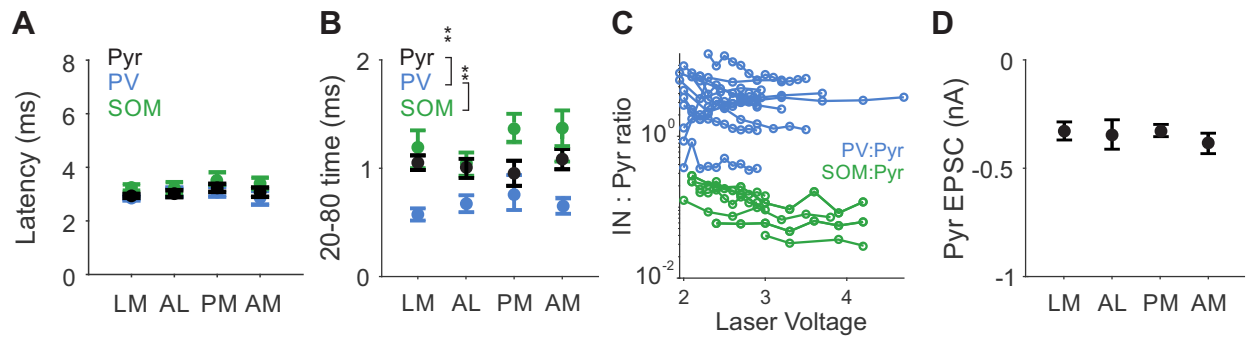 A
Latency (ms)
8
6
4
2
0
Pyr
PV
SOM
LM AL PM AM
B
20-80 time (ms)
2
1
0
Pyr
PV
SOM
**
**
LM AL PM AM
C
IN : Pyr ratio
10^0
10^-2
PV:Pyr
SOM:Pyr
2 3 4
Laser Voltage
D
Pyr EPSC (nA)
0
-0.5
-1
LM AL PM AM